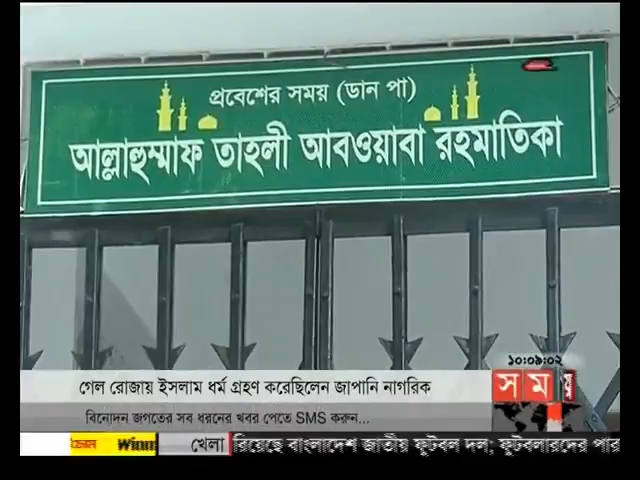 প্রবেশের সময় (ডান পা)
আল্লাহুম্মাফ তাহলী আবওয়াবা রহমাতিকা
১০:০৯:০২
গেল রোজায় ইসলাম ধর্ম গ্রহণ করেছিলেন জাপানি নাগরিক
সময়
বিনোদন জগতের সব ধরনের খবর পেতে SMS করুন...
খেলা রিয়েছে বাংলাদেশ জাতীয় ফুটবল দল; ফুটবলারদের পার